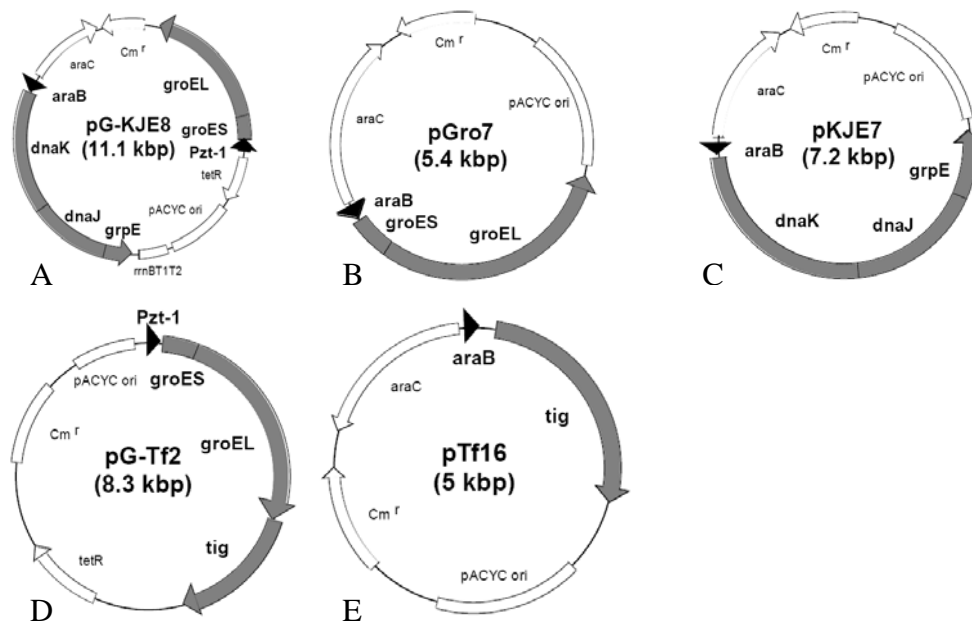 Cm r
araC
groEL
araB
pG-KJE8
(11.1 kbp)
groES
Pzt-1
dnaK
tetR
dnaJ
pACYC ori
grpE
rrnBT1T2
A
Cm r
pACYC ori
araC
pGro7
(5.4 kbp)
araB
groES
groEL
B
Cm r
pACYC ori
araC
pKJE7
(7.2 kbp)
araB
grpE
dnaK
dnaJ
C
Pzt-1
pACYC ori
groES
Cm r
groEL
pG-Tf2
(8.3 kbp)
tetR
tig
D
araB
araC
tig
pTf16
(5 kbp)
Cm r
pACYC ori
E